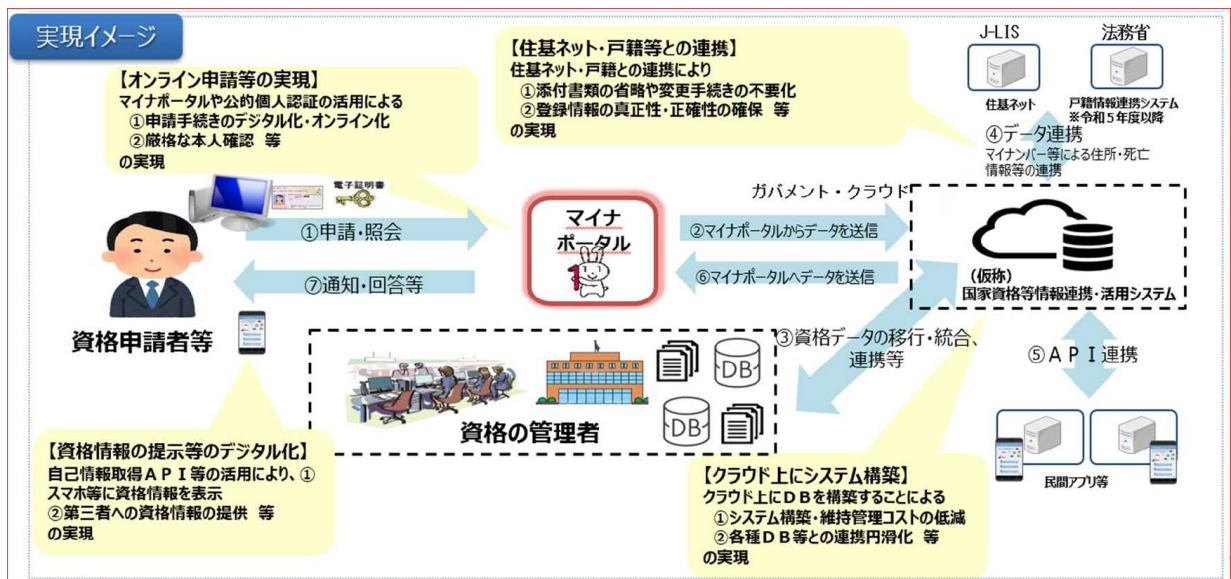 実現イメージ
【オンライン申請等の実現】
マイナポータルや公的個人認証の活用による
①申請手続きのデジタル化・オンライン化
②厳格な本人確認 等
の実現
【住基ネット・戸籍等との連携】
住基ネット・戸籍との連携により
①添付書類の省略や変更手続きの不要化
②登録情報の真正性・正確性の確保 等
の実現
J-LIS
住基ネット
法務省
戸籍情報連携システム
※令和5年度以降
④データ連携
マイナンバー等による住所・死亡
情報等の連携
電子証明書
①申請・照会
⑦通知・回答等
資格申請者等
マイナ
ポータル
1
②マイナポータルからデータを送信
⑥マイナポータルへデータを送信
ガバメント・クラウド
(仮称)
国家資格等情報連携・活用システム
③資格データの移行・統合、
連携等
⑤API連携
DB
DB
資格の管理者
民間アプリ等
【資格情報の提示等のデジタル化】
自己情報取得API等の活用により、①
スマホ等に資格情報を表示
②第三者への資格情報の提供 等
の実現
【クラウド上にシステム構築】
クラウド上にDBを構築することによる
①システム構築・維持管理コストの低減
②各種DB等との連携円滑化 等
の実現